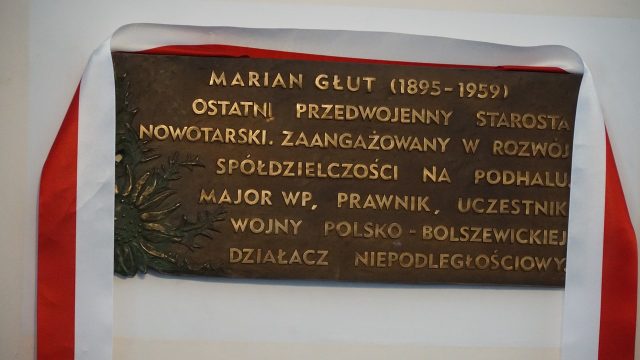 MARIAN GŁUT (1895-1959)
OSTATNI PRZEDWOJENNY STAROSTA
NOWOTARSKI. ZAANGAŻOWANY W ROZWÓJ
SPÓŁDZIELCZOŚCI NA PODHALU.
MAJOR WP, PRAWNIK, UCZESTNIK
WOJNY POLSKO-BOLSZEWICKIEJ
DZIAŁACZ NIEPODLEGŁOŚCIOWY.